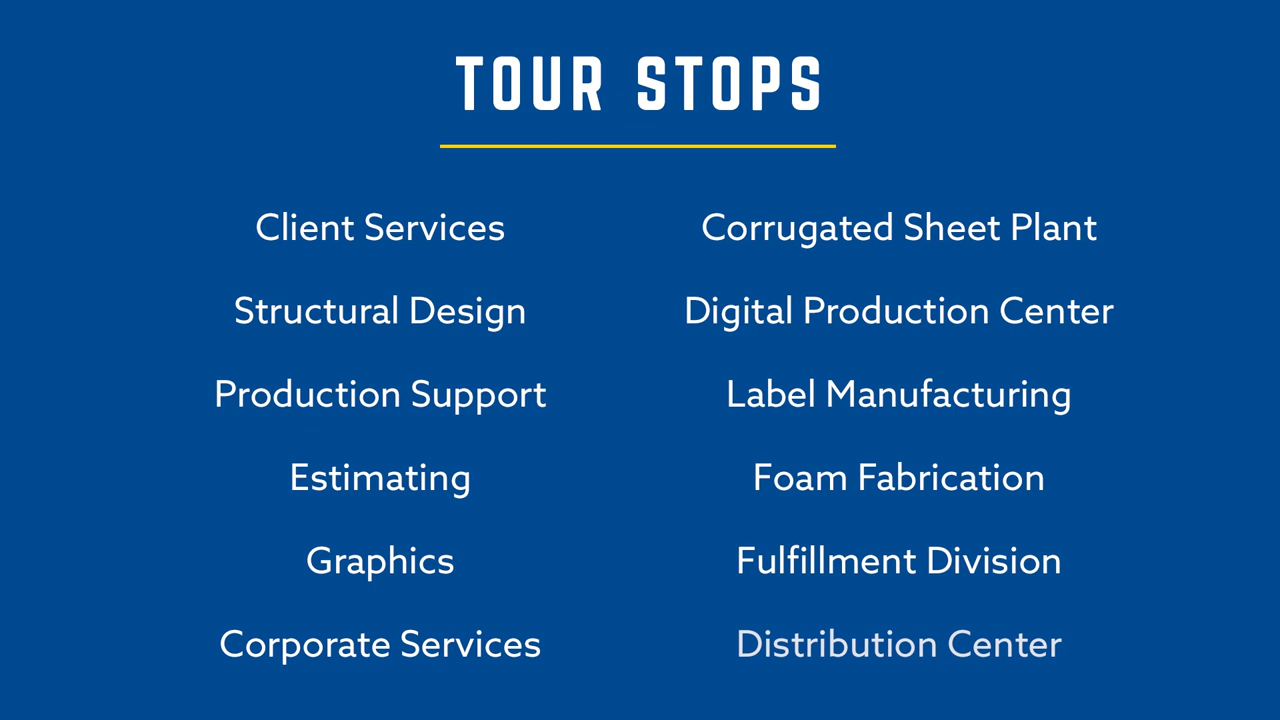 TOUR STOPS
Client Services
Structural Design
Production Support
Estimating
Graphics
Corporate Services
Corrugated Sheet Plant
Digital Production Center
Label Manufacturing
Foam Fabrication
Fulfillment Division
Distribution Center